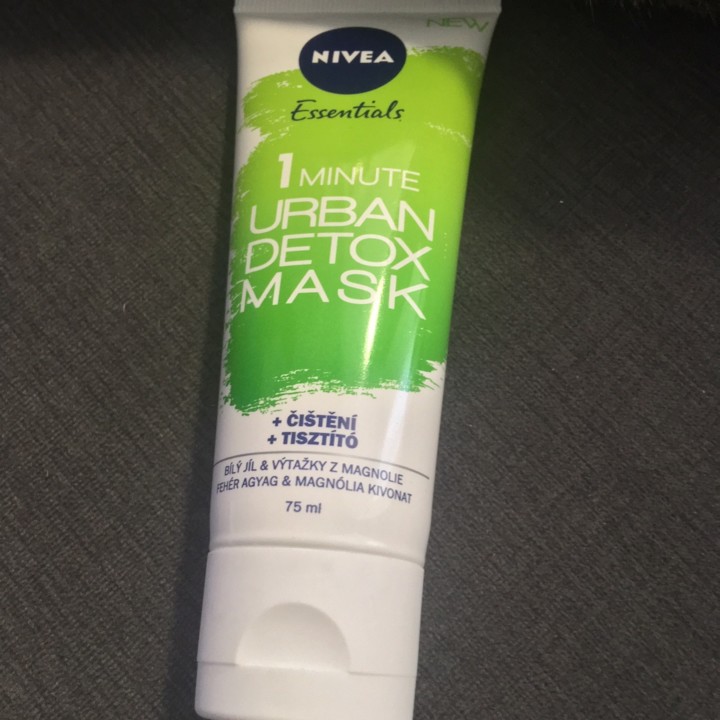 NEW
NIVEA
Essentials
1 MINUTE
URBAN
DETOX
MASK
+ ČIŠTĚNÍ
+ TISZTÍTÓ
BÍLÝ JÍL & VÝTAŽKY Z MAGNOLIE
FEHÉR AGYAG & MAGNÓLIA KIVONAT
75 ml